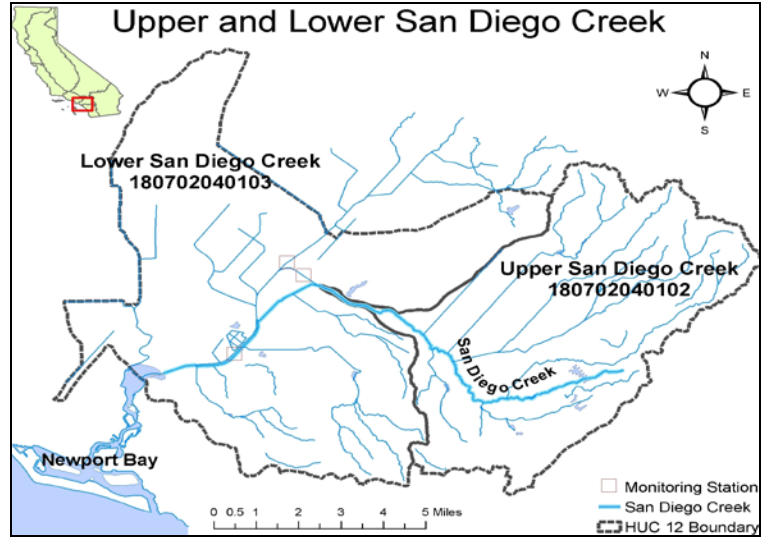 Upper and Lower San Diego Creek
N
W
E
S
Lower San Diego Creek
180702040103
Upper San Diego Creek
180702040102
San Diego Creek
Newport Bay
0 0.5 1 2 3 4 5 Miles
Monitoring Station
San Diego Creek
HUC 12 Boundary